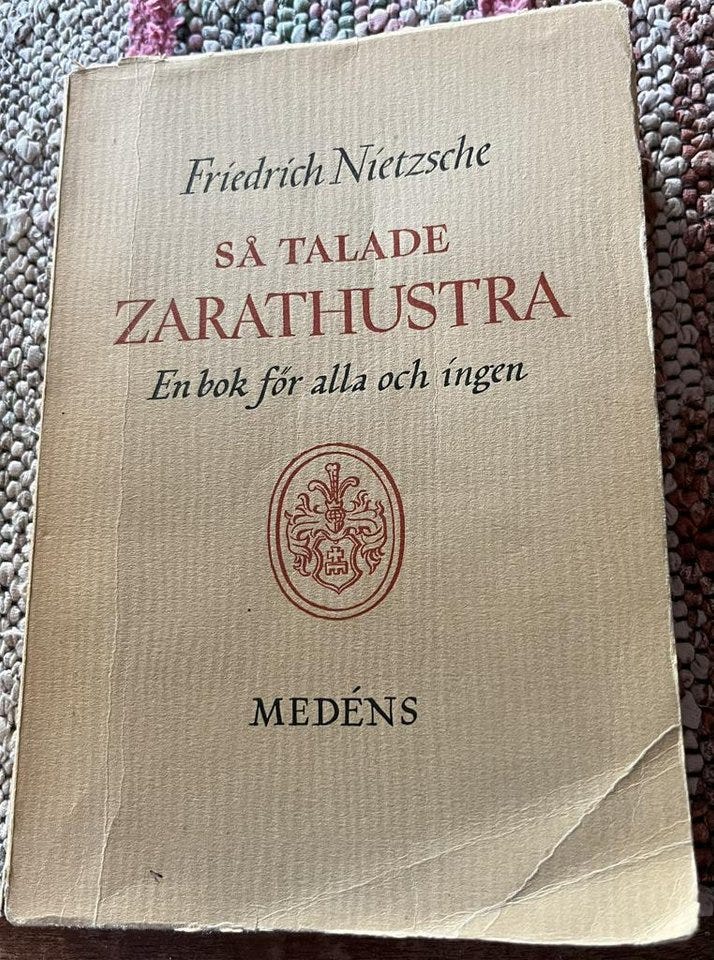 Friedrich Nietzsche
SÅ TALADE
ZARATHUSTRA
En bok för alla och ingen
MEDÉNS